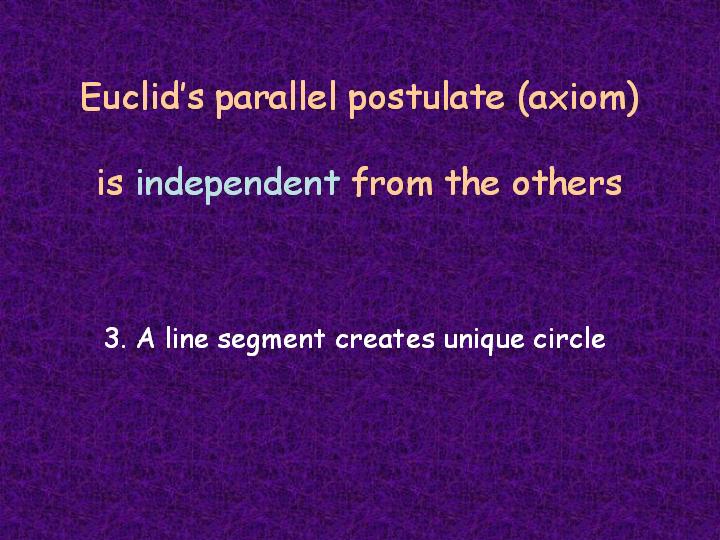 Euclid's parallel postulate (axiom)
is independent from the others
3. A line segment creates unique circle